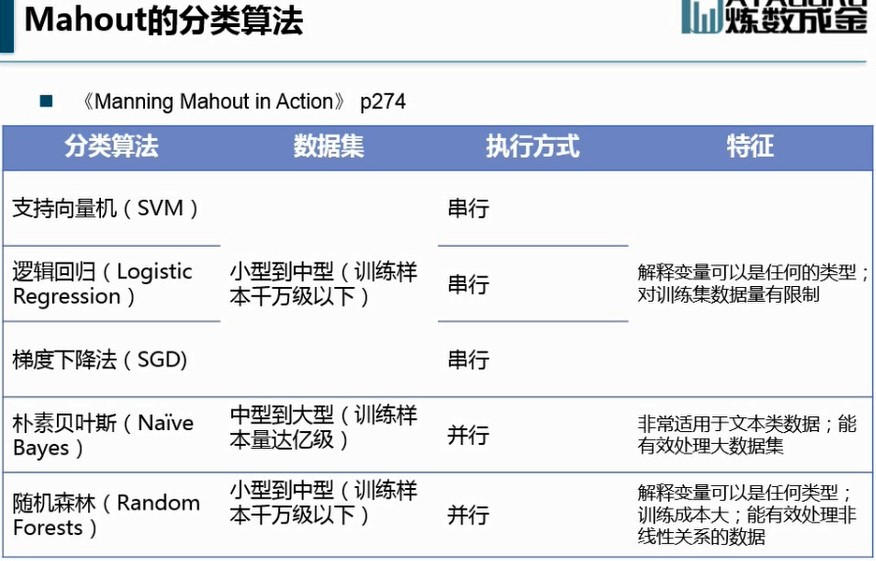 Mahout的分类算法
炼数成金
《Manning Mahout in Action》 p274
分类算法 数据集 执行方式 特征
支持向量机（SVM ）
串行
逻辑回归（Logistic
Regression ）
小型到中型（训练样
本千万级以下）
串行
解释变量可以是任何的类型；
对训练集数据量有限制
梯度下降法（SGD)
串行
朴素贝叶斯（Naïve
Bayes ）
中型到大型（训练样
本量达亿级）
并行
非常适用于文本类数据；能
有效处理大数据集
随机森林（Random
Forests ）
小型到中型（训练样
本千万级以下）
并行
解释变量可以是任何类型；
训练成本大；能有效处理非
线性关系的数据